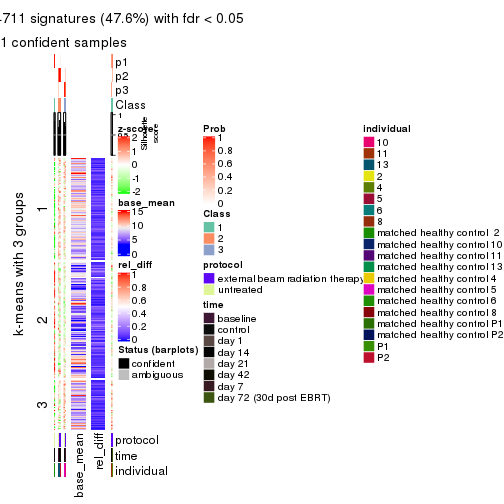 4711 signatures (47.6%) with fdr < 0.05
1 confident samples
p1
p2
p3
Class
1
Silhouette
score
z-score
2
1
0
-1
-2
base_mean
15
10
5
0
rel_diff
1
0.8
0.6
0.4
0.2
0
Status (barplots)
confident
ambiguous
Prob
1
0.8
0.6
0.4
0.2
0
Class
1
2
3
protocol
external beam radiation therapy
untreated
time
baseline
control
day 1
day 14
day 21
day 42
day 7
day 72 (30d post EBRT)
individual
10
11
13
2
4
5
6
8
matched healthy control 2
matched healthy control 10
matched healthy control 11
matched healthy control 13
matched healthy control 4
matched healthy control 5
matched healthy control 6
matched healthy control 8
matched healthy control P1
matched healthy control P2
P1
P2
k-means with 3 groups
1
2
3
protocol
time
individual
base_mean
rel_diff